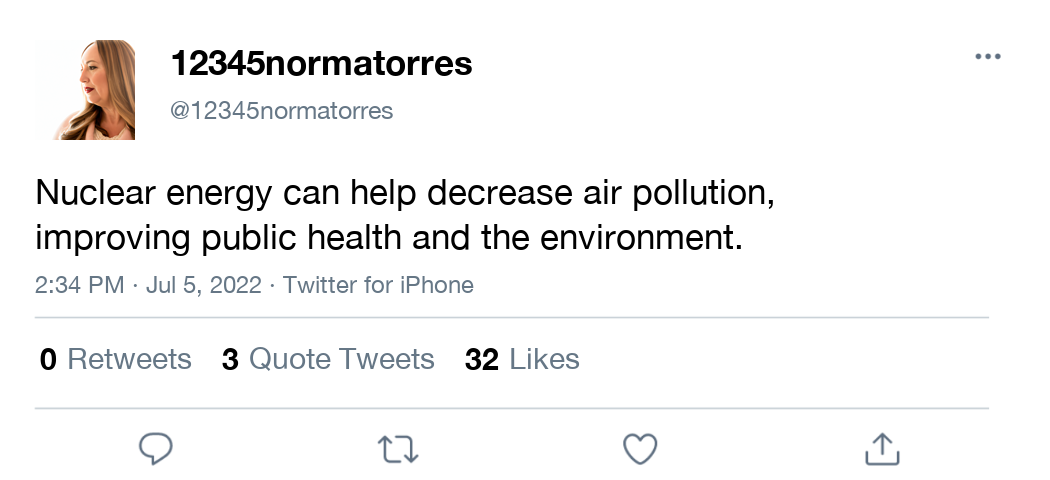 12345normatorres
@12345normatorres
Nuclear energy can help decrease air pollution,
improving public health and the environment.
2:34 PM · Jul 5, 2022 · Twitter for iPhone
0 Retweets 3 Quote Tweets 32 Likes